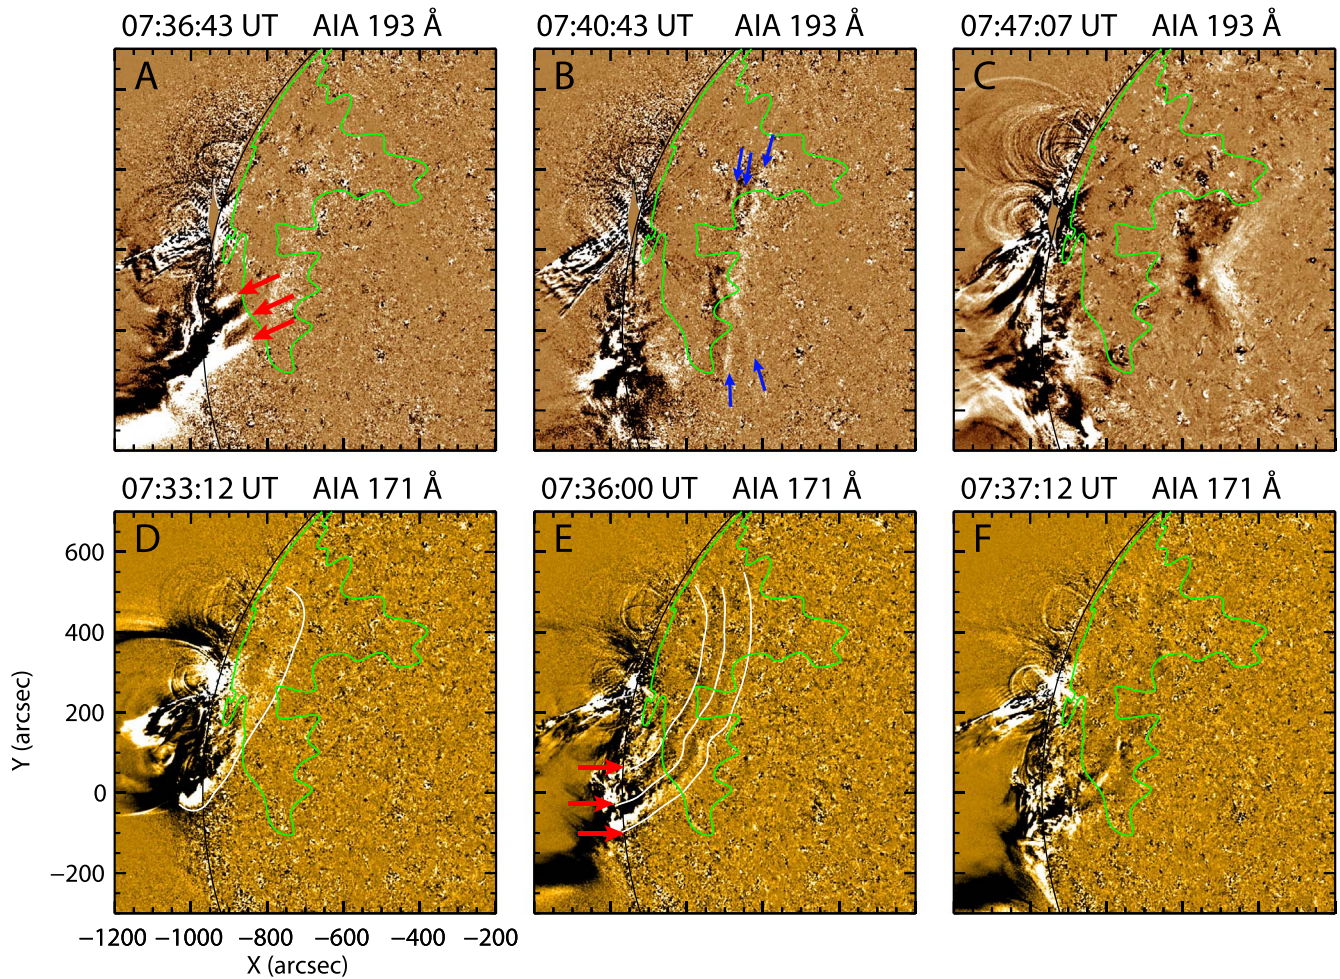 07:36:43 UT AIA 193 Å
07:40:43 UT AIA 193 Å
07:47:07 UT AIA 193 Å
A
B
C
07:33:12 UT AIA 171 Å
07:36:00 UT AIA 171 Å
07:37:12 UT AIA 171 Å
D
E
F
600
400
200
0
−200
Y (arcsec)
−1200 −1000 −800 −600 −400 −200
X (arcsec)